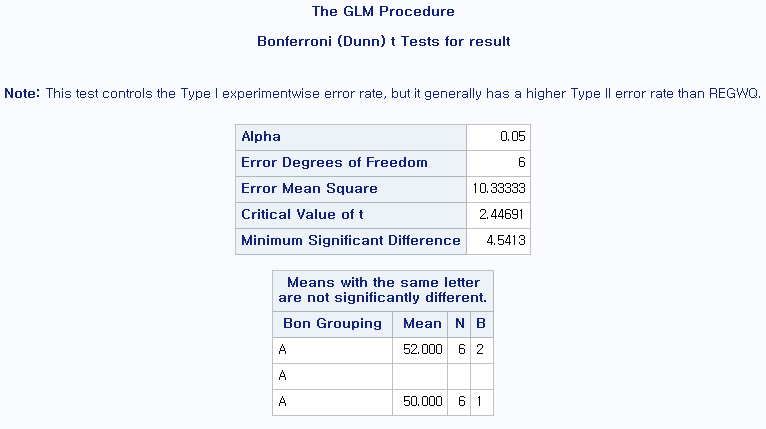 The GLM Procedure
Bonferroni (Dunn) t Tests for result
Note: This test controls the Type I experimentwise error rate, but it generally has a higher Type II error rate than REGWQ.
Alpha 0.05
Error Degrees of Freedom 6
Error Mean Square 10.33333
Critical Value of t 2.44691
Minimum Significant Difference 4.5413
Means with the same letter
are not significantly different.
Bon Grouping Mean N B
A 52.000 6 2
A
A 50.000 6 1